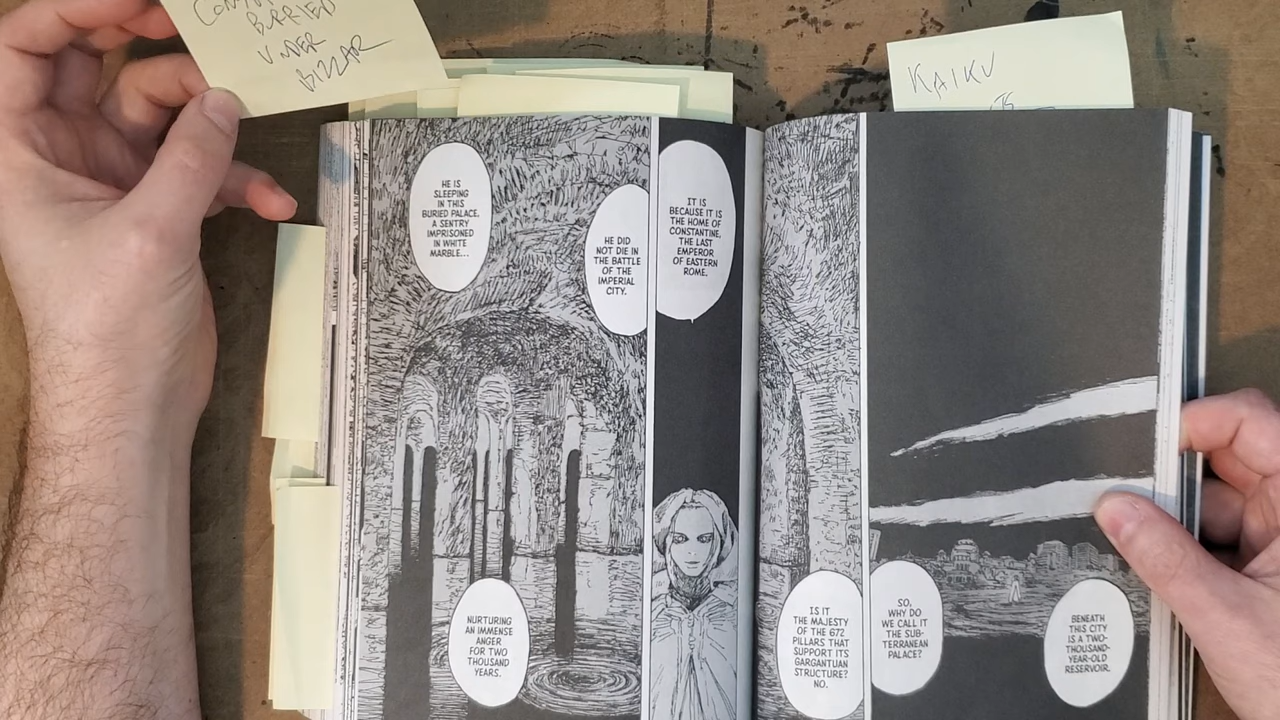 BURRIED
UNDER
BIZZAR
KAIKU
BENEATH
THIS CITY
IS A TWO-
THOUSAND-
YEAR-OLD
RESERVOIR.
SO,
WHY DO
WE CALL IT
THE SUB-
TERRANEAN
PALACE?
IS IT
THE MAJESTY
OF THE 672
PILLARS THAT
SUPPORT ITS
GARGANTUAN
STRUCTURE?
NO.
IT IS
BECAUSE IT IS
THE HOME OF
CONSTANTINE,
THE LAST
EMPEROR
OF EASTERN
ROME.
HE DID
NOT DIE IN
THE BATTLE
OF THE
IMPERIAL
CITY.
HE IS
SLEEPING
IN THIS
BURIED PALACE,
A SENTRY
IMPRISONED
IN WHITE
MARBLE...
NURTURING
AN IMMENSE
ANGER
FOR TWO
THOUSAND
YEARS.